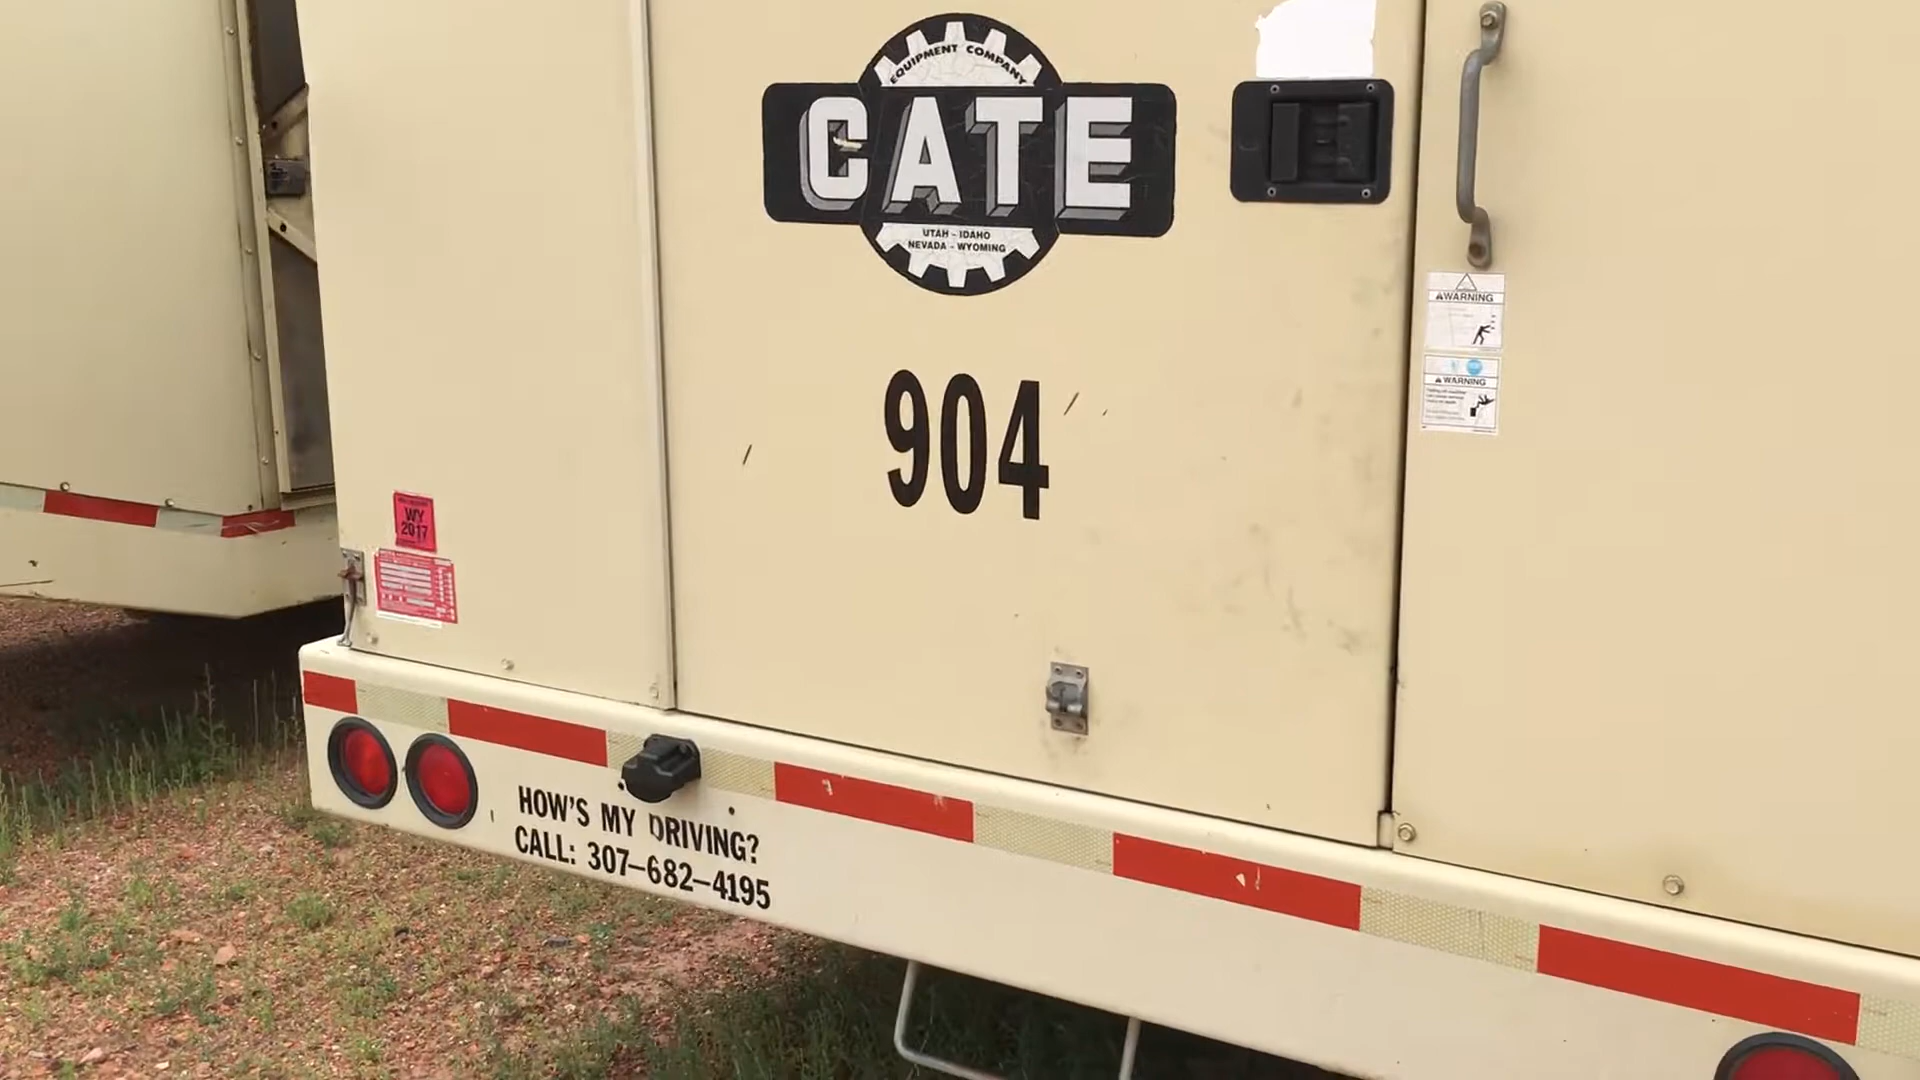 EQUIPMENT COMPANY
CATE
UTAH - IDAHO
NEVADA - WYOMING
904
WARNING
WARNING
WY
2017
HOW'S MY DRIVING?
CALL: 307-682-4195